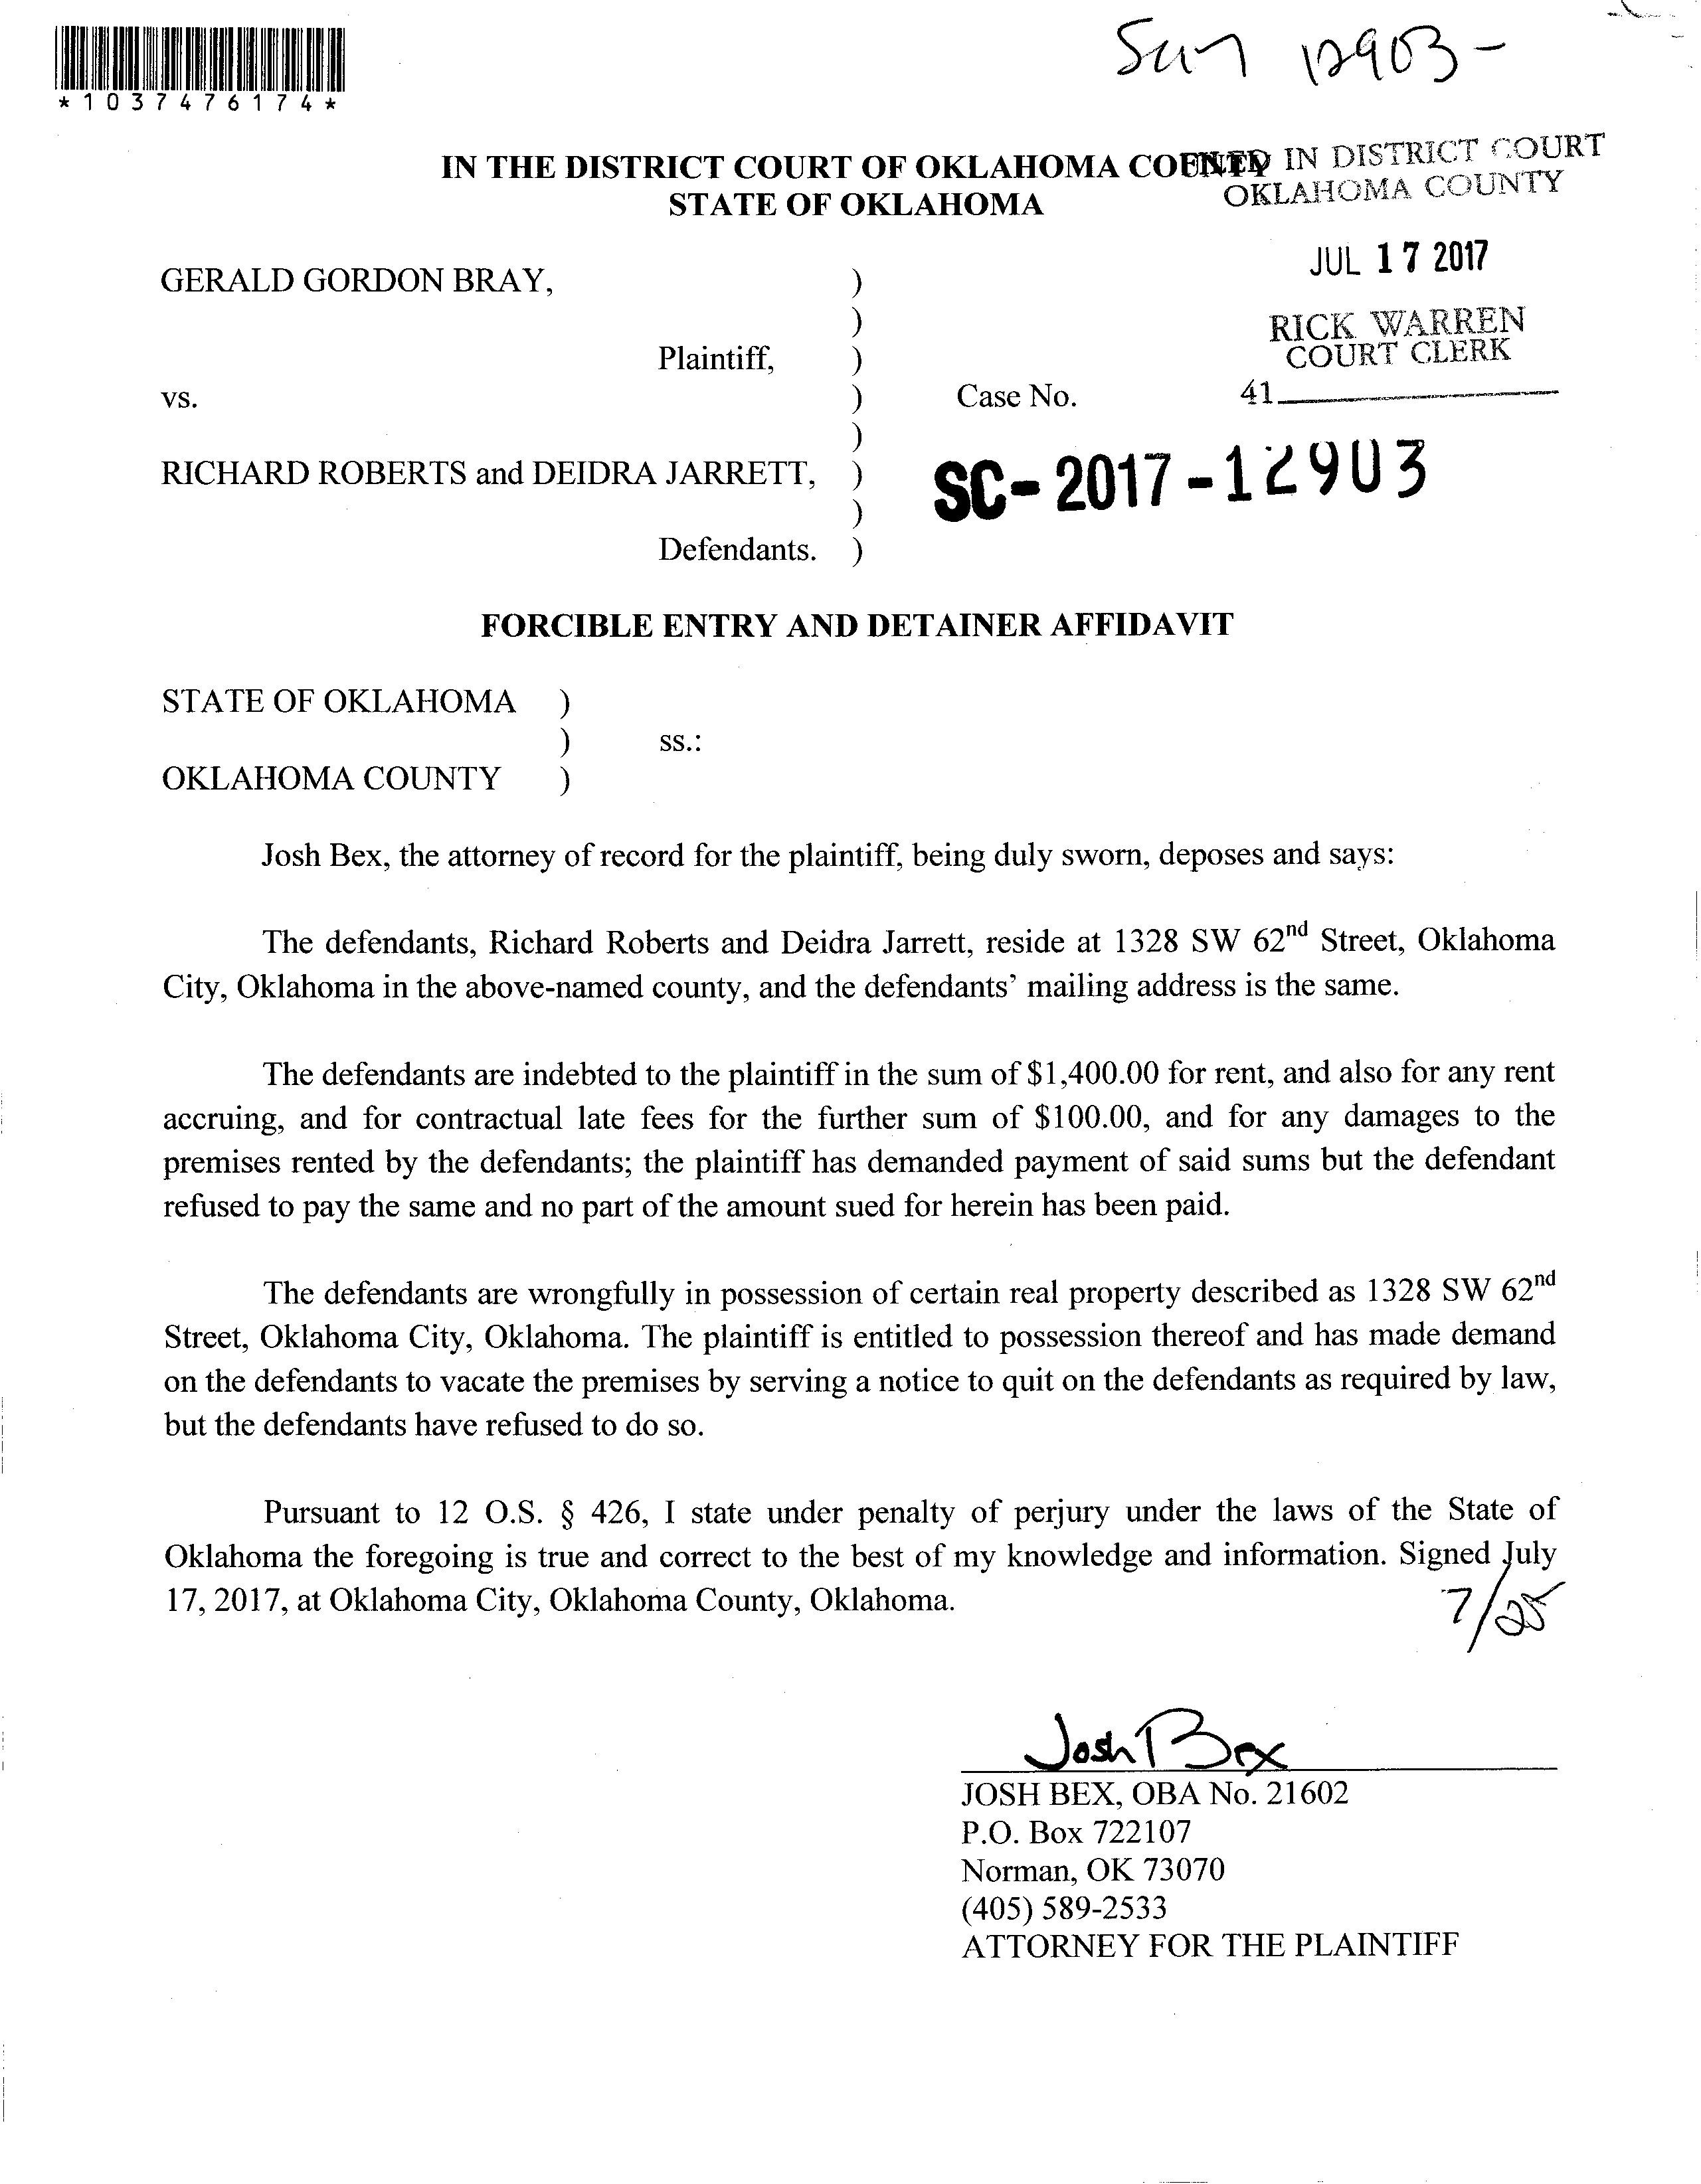 Sun 12903-
*1037476174*
IN THE DISTRICT COURT OF OKLAHOMA COUNTY
STATE OF OKLAHOMA
FILED IN DISTRICT COURT
OKLAHOMA COUNTY
JUL 17 2017
RICK WARREN
COURT CLERK
41
GERALD GORDON BRAY, )
)
Plaintiff, )
vs. ) Case No.
)
RICHARD ROBERTS and DEIDRA JARRETT, )
SC-2017-12903
)
Defendants. )
FORCIBLE ENTRY AND DETAINER AFFIDAVIT
STATE OF OKLAHOMA )
) ss.:
OKLAHOMA COUNTY )
Josh Bex, the attorney of record for the plaintiff, being duly sworn, deposes and says:
The defendants, Richard Roberts and Deidra Jarrett, reside at 1328 SW 62nd Street, Oklahoma
City, Oklahoma in the above-named county, and the defendants’ mailing address is the same.
The defendants are indebted to the plaintiff in the sum of $1,400.00 for rent, and also for any rent
accruing, and for contractual late fees for the further sum of $100.00, and for any damages to the
premises rented by the defendants; the plaintiff has demanded payment of said sums but the defendant
refused to pay the same and no part of the amount sued for herein has been paid.
The defendants are wrongfully in possession of certain real property described as 1328 SW 62nd
Street, Oklahoma City, Oklahoma. The plaintiff is entitled to possession thereof and has made demand
on the defendants to vacate the premises by serving a notice to quit on the defendants as required by law,
but the defendants have refused to do so.
Pursuant to 12 O.S. § 426, I state under penalty of perjury under the laws of the State of
Oklahoma the foregoing is true and correct to the best of my knowledge and information. Signed July
17, 2017, at Oklahoma City, Oklahoma County, Oklahoma.
7/25
Josh Bex
JOSH BEX, OBA No. 21602
P.O. Box 722107
Norman, OK 73070
(405) 589-2533
ATTORNEY FOR THE PLAINTIFF